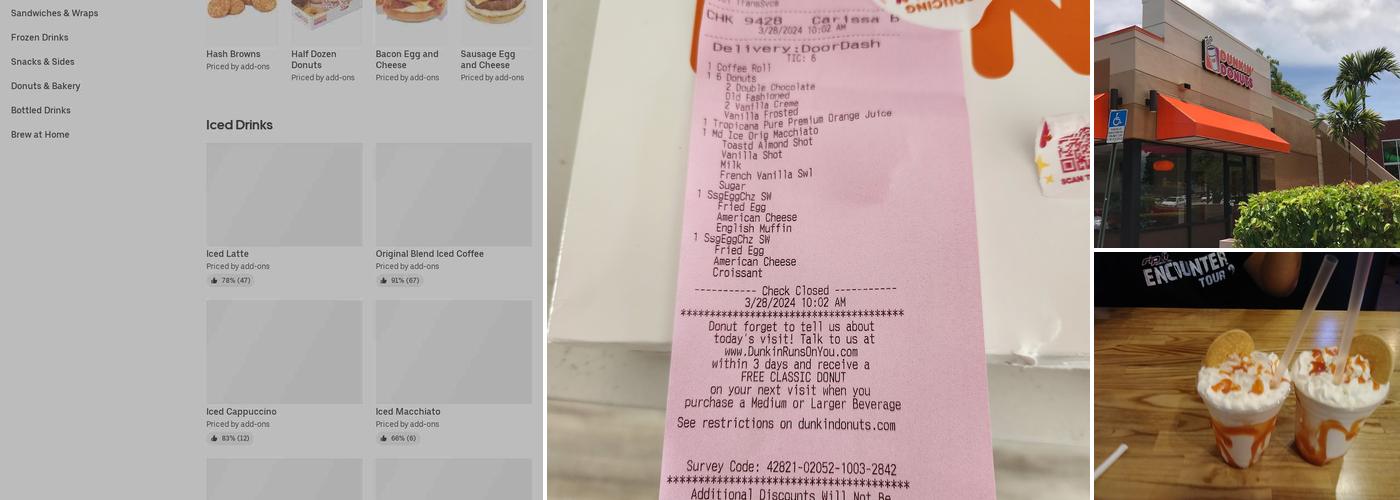 Sandwiches & Wraps
Frozen Drinks
Snacks & Sides
Donuts & Bakery
Bottled Drinks
Brew at Home
Hash Browns
Priced by add-ons
Half Dozen
Donuts
Priced by add-ons
Bacon Egg and
Cheese
Priced by add-ons
Sausage Egg
and Cheese
Priced by add-ons
Iced Drinks
Iced Latte
Priced by add-ons
78% (47)
Original Blend Iced Coffee
Priced by add-ons
91% (67)
Iced Cappuccino
Priced by add-ons
83% (12)
Iced Macchiato
Priced by add-ons
66% (6)
CHK 9428 Carissa b
3/28/2024 10:02 AM
Delivery:DoorDash
TIC: 6
1 Coffee Roll
1 6 Donuts
2 Double Chocolate
Old Fashioned
2 Vanilla Creme
Vanilla Frosted
1 Tropicana Pure Premium Orange Juice
1 Md Ice Orig Macchiato
Toastd Almond Shot
Vanilla Shot
Milk
French Vanilla Swl
Sugar
1 SsgEggChz SW
Fried Egg
American Cheese
English Muffin
1 SsgEggChz SW
Fried Egg
American Cheese
Croissant
----------- Check Closed -----------
3/28/2024 10:02 AM
Donut forget to tell us about
today's visit! Talk to us at
www.DunkinRunsOnYou.com
within 3 days and receive a
FREE CLASSIC DONUT
on your next visit when you
purchase a Medium or Larger Beverage
See restrictions on dunkindonuts.com
Survey Code: 42821-02052-1003-2842
Additional Discounts Will Not Be
SCAN
DUNKIN'
DONUTS
ENCOUNTER
TOUR